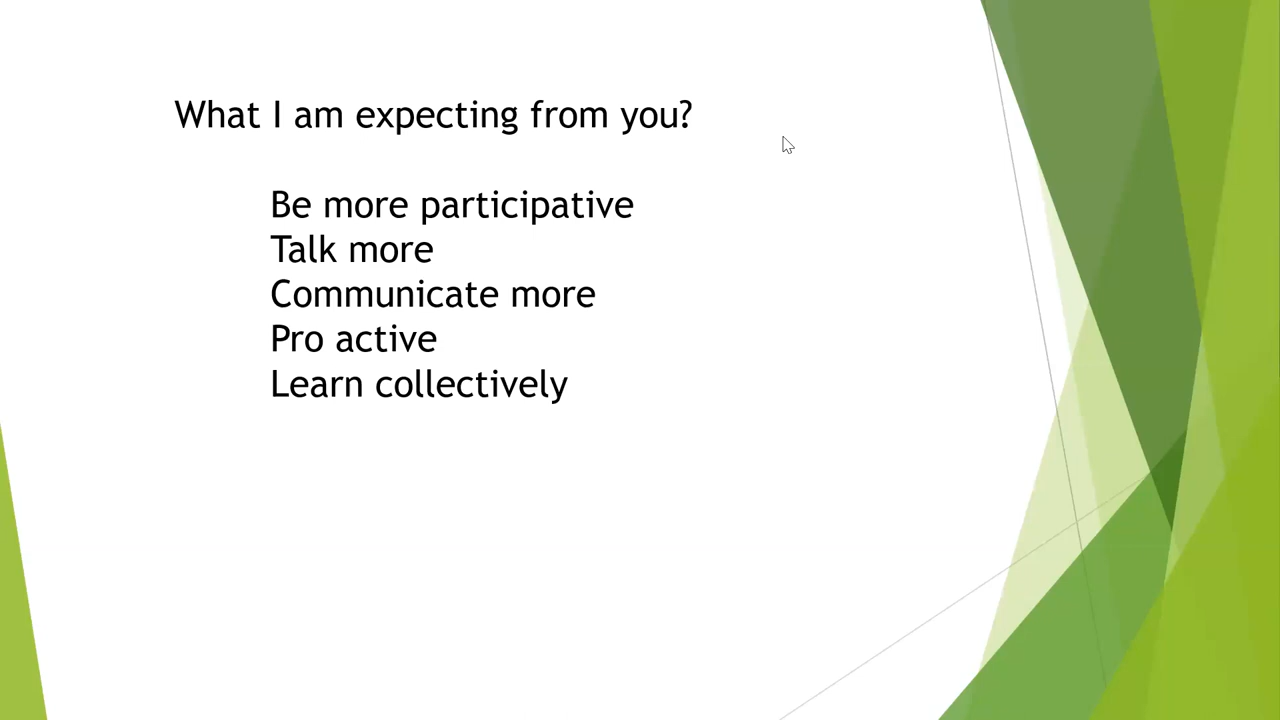 What I am expecting from you?
Be more participative
Talk more
Communicate more
Pro active
Learn collectively